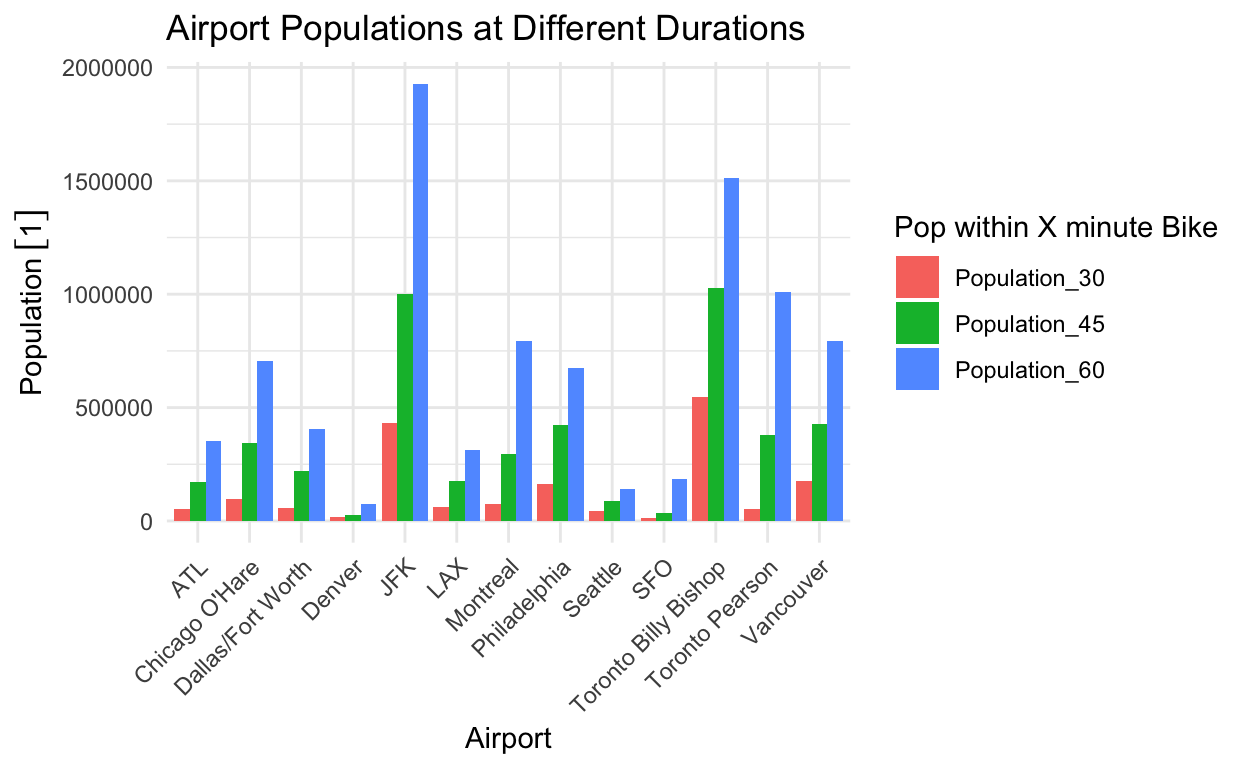 Airport Populations at Different Durations
2000000
1500000
1000000
500000
0
Population [1]
ATL
Chicago O'Hare
Dallas/Fort Worth
Denver
JFK
LAX
Montreal
Philadelphia
Seattle
SFO
Toronto Billy Bishop
Toronto Pearson
Vancouver
Airport
Pop within X minute Bike
Population_30
Population_45
Population_60